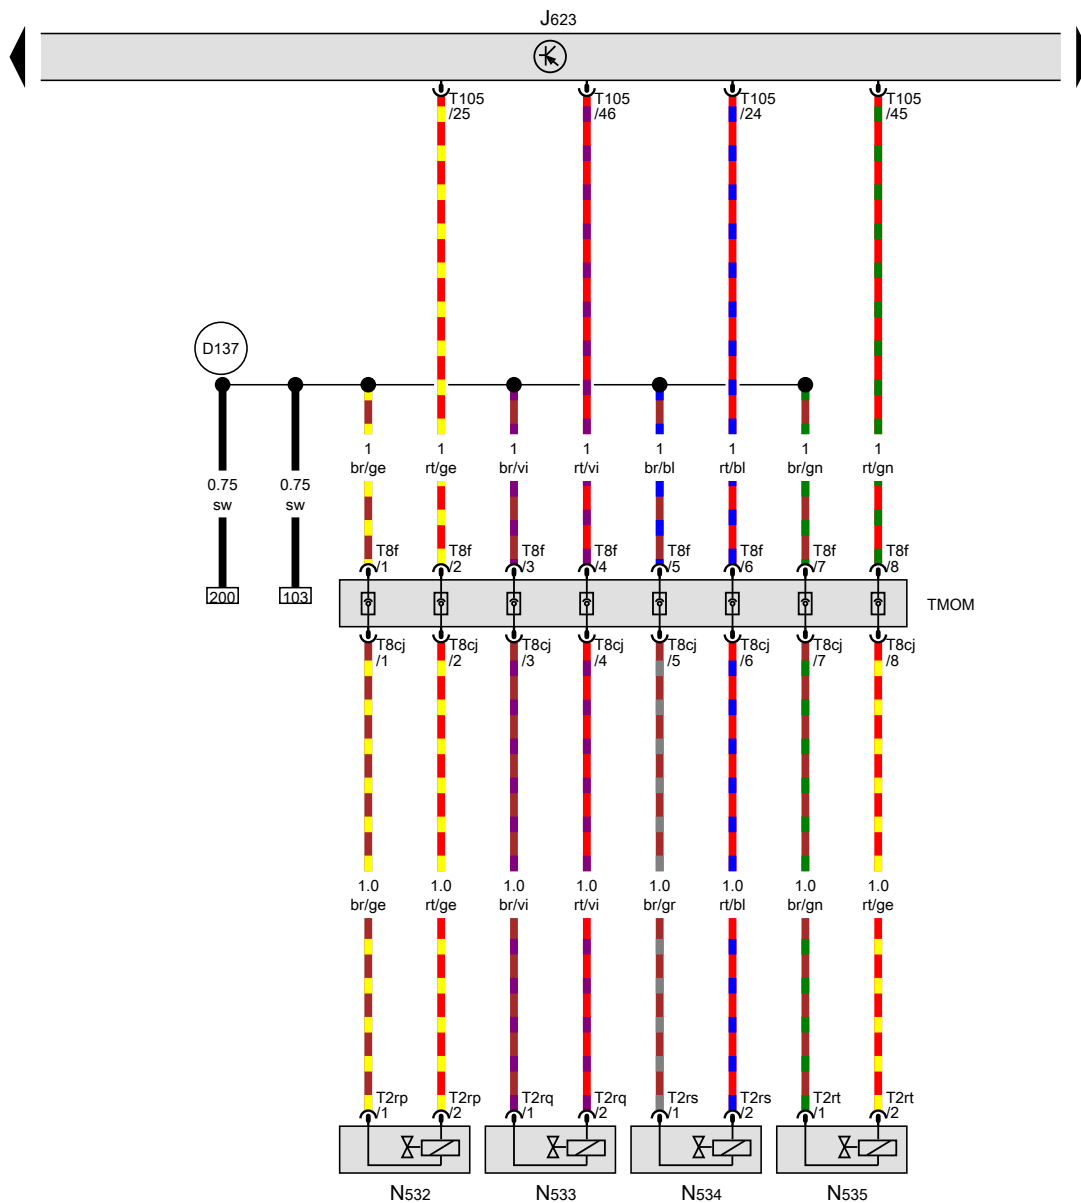 J623
T105 T105 T105 T105
/25 /46 /24 /45
D137
1 1 1 1 1 1 1 1
br/ge rt/ge br/vi rt/vi br/bl rt/bl br/gn rt/gn
0.75 0.75
sw sw
T8f T8f T8f T8f T8f T8f T8f T8f
/1 /2 /3 /4 /5 /6 /7 /8
200 103
TMOM
T8cj T8cj T8cj T8cj T8cj T8cj T8cj T8cj
/1 /2 /3 /4 /5 /6 /7 /8
1.0 1.0 1.0 1.0 1.0 1.0 1.0 1.0
br/ge rt/ge br/vi rt/vi br/gr rt/bl br/gn rt/ge
T2rp T2rp T2rq T2rq T2rs T2rs T2rt T2rt
/1 /2 /1 /2 /1 /2 /1 /2
N532 N533 N534 N535